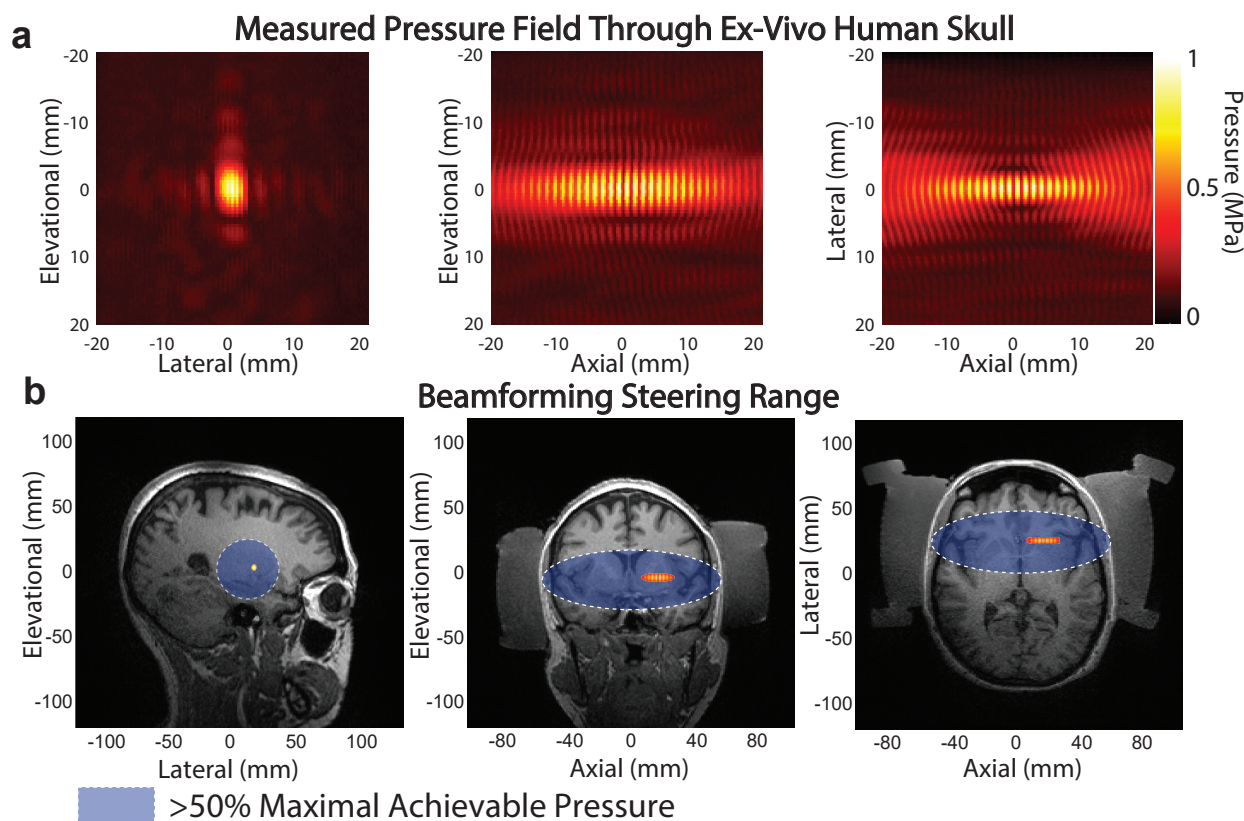 a
Measured Pressure Field Through Ex-Vivo Human Skull
Elevational (mm)
-20
-10
0
10
20
-20 -10 0 10 20
Lateral (mm)
Elevational (mm)
-20
-10
0
10
20
-20 -10 0 10 20
Axial (mm)
Lateral (mm)
-20
-10
0
10
20
-20 -10 0 10 20
Axial (mm)
1
0.5
0
Pressure (MPa)
b
Beamforming Steering Range
Elevational (mm)
100
50
0
-50
-100
-100 -50 0 50 100
Lateral (mm)
Elevational (mm)
100
50
0
-50
-100
-80 -40 0 40 80
Axial (mm)
Lateral (mm)
100
50
0
-50
-100
-80 -40 0 40 80
Axial (mm)
>50% Maximal Achievable Pressure